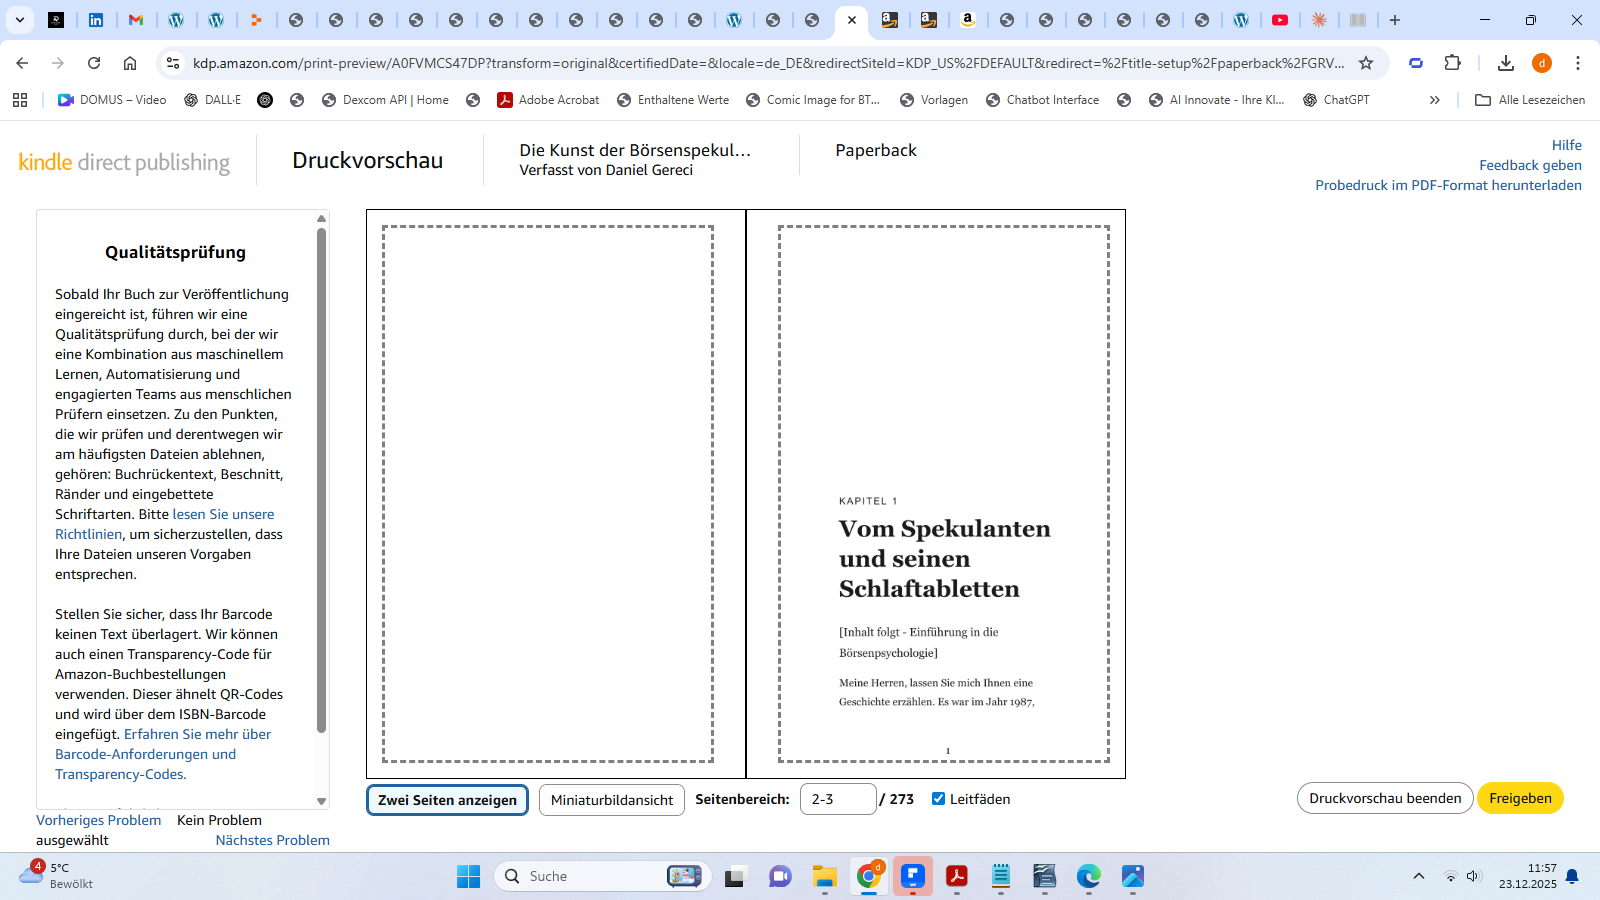 kdp.amazon.com/print-preview/A0FVMCS47DP?transform=original&certifiedDate=&locale=de_DE&redirectSiteId=KDP_US%2FDEFAULT&redirect=%2Ftitle-setup%2Fpaperback%2FGRV...
DOMUS – Video
DALL·E
Dexcom API | Home
Adobe Acrobat
Enthaltene Werte
Comic Image for BT...
Vorlagen
Chatbot Interface
AI Innovate - Ihre KI...
ChatGPT
Alle Lesezeichen
kindle direct publishing
Druckvorschau
Die Kunst der Börsenspekul...
Verfasst von Daniel Gereci
Paperback
Hilfe
Feedback geben
Probedruck im PDF-Format herunterladen
Qualitätsprüfung
Sobald Ihr Buch zur Veröffentlichung
eingereicht ist, führen wir eine
Qualitätsprüfung durch, bei der wir
eine Kombination aus maschinellem
Lernen, Automatisierung und
engagierten Teams aus menschlichen
Prüfern einsetzen. Zu den Punkten,
die wir prüfen und derentwegen wir
am häufigsten Dateien ablehnen,
gehören: Buchrückentext, Beschnitt,
Ränder und eingebettete
Schriftarten. Bitte lesen Sie unsere
Richtlinien, um sicherzustellen, dass
Ihre Dateien unseren Vorgaben
entsprechen.
Stellen Sie sicher, dass Ihr Barcode
keinen Text überlagert. Wir können
auch einen Transparency-Code für
Amazon-Buchbestellungen
verwenden. Dieser ähnelt QR-Codes
und wird über dem ISBN-Barcode
eingefügt. Erfahren Sie mehr über
Barcode-Anforderungen und
Transparency-Codes.
Vorheriges Problem
Kein Problem
ausgewählt
Nächstes Problem
KAPITEL 1
Vom Spekulanten
und seinen
Schlaftabletten
[Inhalt folgt - Einführung in die
Börsenpsychologie]
Meine Herren, lassen Sie mich Ihnen eine
Geschichte erzählen. Es war im Jahr 1987,
1
Zwei Seiten anzeigen
Miniaturbildansicht
Seitenbereich:
2-3
/ 273
Leitfäden
Druckvorschau beenden
Freigeben
4
5°C
Bewölkt
Suche
11:57
23.12.2025